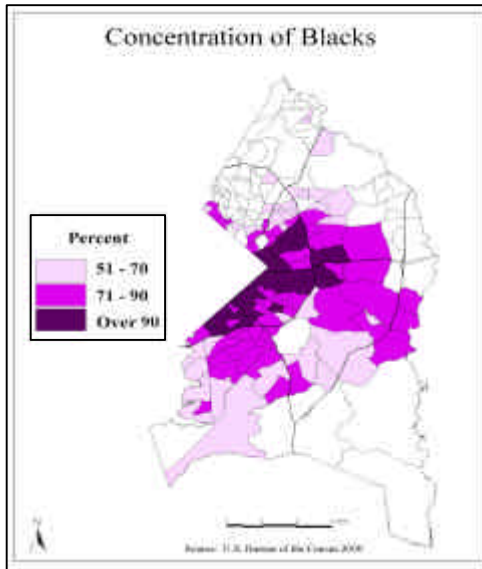 Concentration of Blacks
Percent
51 - 70
71 - 90
Over 90
Source: U.S. Bureau of the Census 2000